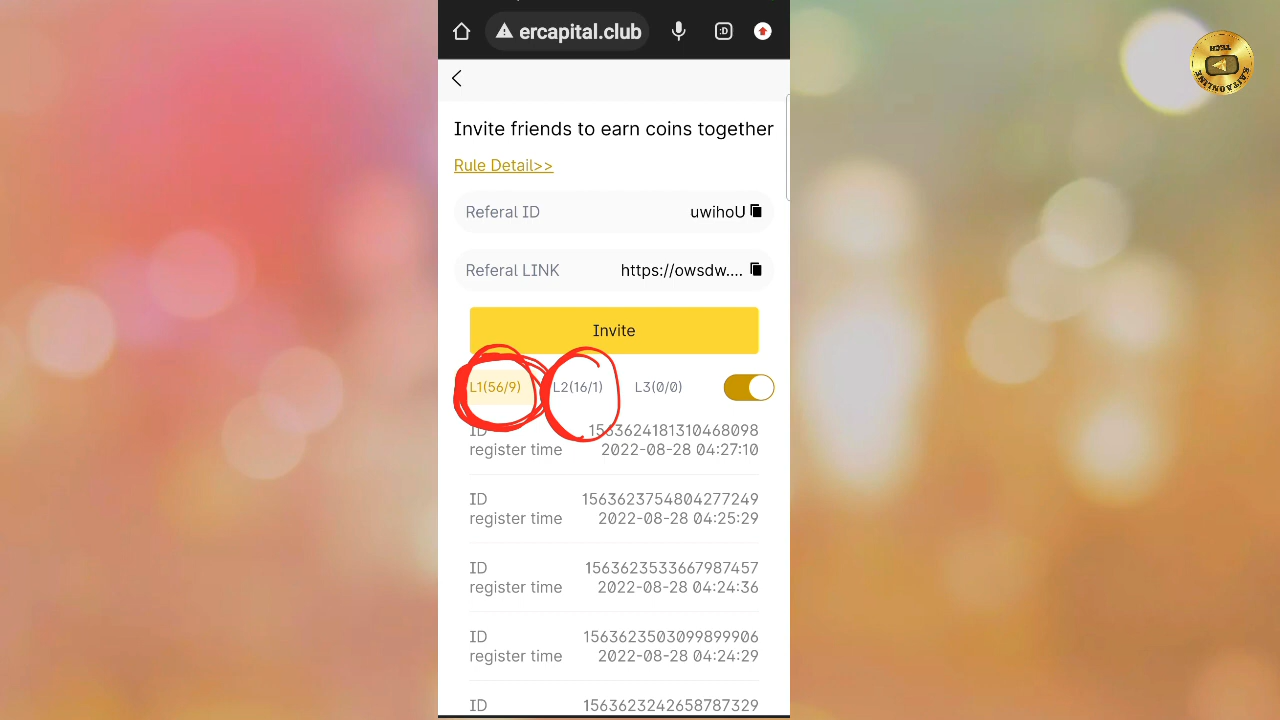 ercapital.club
:D
Invite friends to earn coins together
Rule Detail>>
Referal ID uwihoU
Referal LINK https://owsdw....
Invite
L1(56/9) L2(16/1) L3(0/0)
ID 1563624181310468098
register time 2022-08-28 04:27:10
ID 1563623754804277249
register time 2022-08-28 04:25:29
ID 1563623533667987457
register time 2022-08-28 04:24:36
ID 1563623503099899906
register time 2022-08-28 04:24:29
ID 1563623242658787329